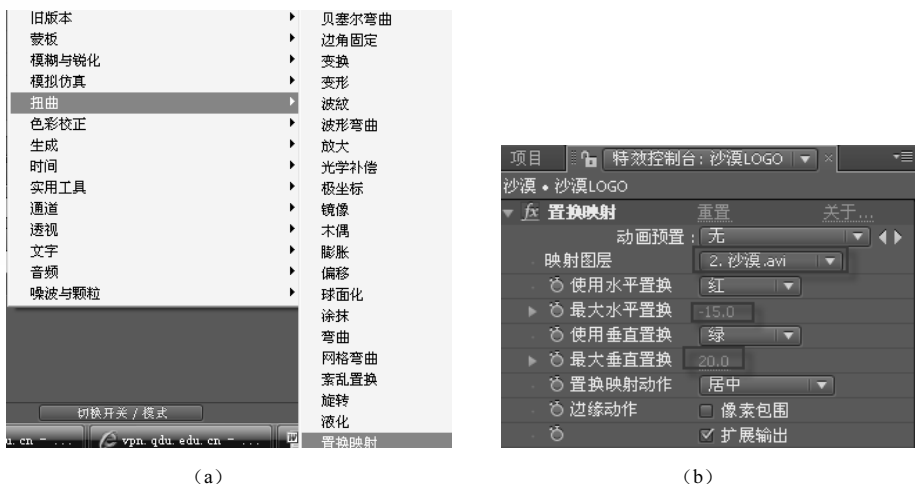 旧版本
蒙板
模糊与锐化
模拟仿真
扭曲
色彩校正
生成
时间
实用工具
通道
透视
文字
音频
噪波与颗粒
切换开关 / 模式
u.cn - ...
vpn.qdu.edu.cn - ...
贝塞尔弯曲
边角固定
变换
变形
波纹
波形弯曲
放大
光学补偿
极坐标
镜像
木偶
膨胀
偏移
球面化
涂抹
弯曲
网格弯曲
紊乱置换
旋转
液化
置换映射
(a)
项目 特效控制台: 沙漠LOGO
沙漠 • 沙漠LOGO
fx 置换映射 重置 关于...
动画预置: 无
映射图层 2. 沙漠.avi
使用水平置换 红
最大水平置换 -15.0
使用垂直置换 绿
最大垂直置换 20.0
置换映射动作 居中
边缘动作 像素包围
扩展输出
(b)